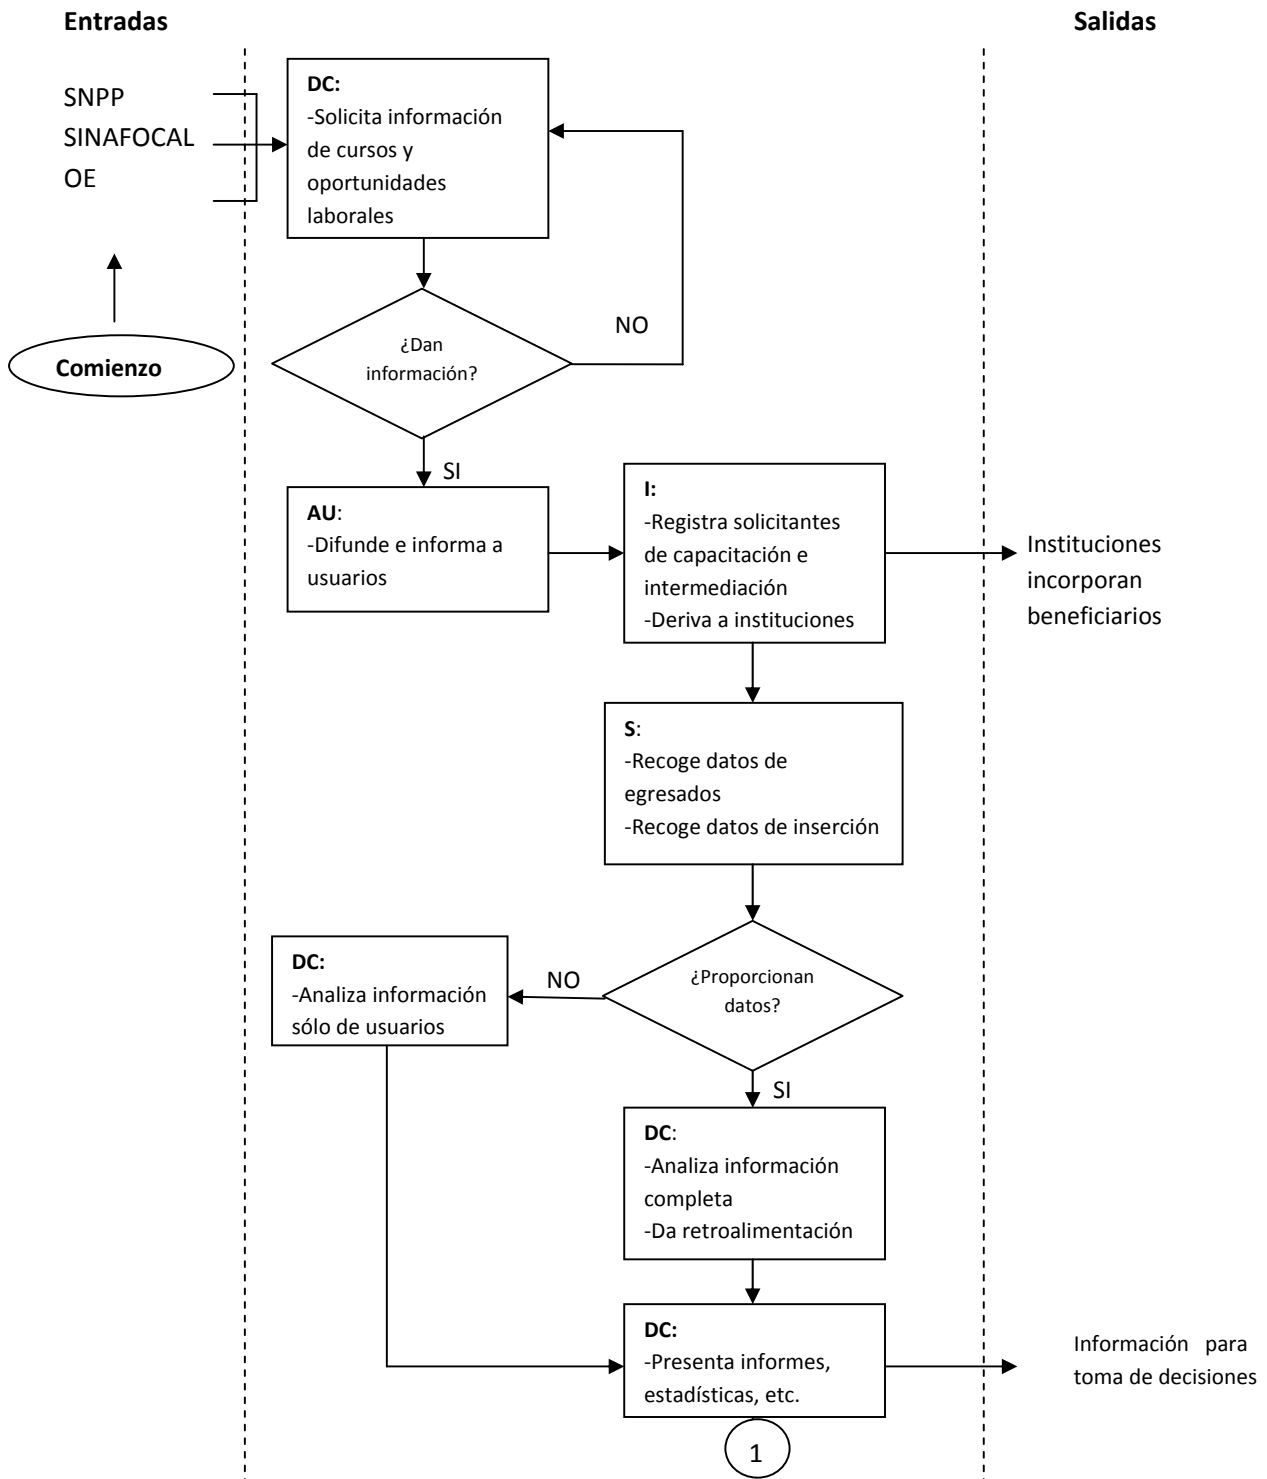 Entradas
Salidas
SNPP
SINAFOCAL
OE
Comienzo
DC:
-Solicita información
de cursos y
oportunidades
laborales
¿Dan
información?
NO
SI
AU:
-Difunde e informa a
usuarios
I:
-Registra solicitantes
de capacitación e
intermediación
-Deriva a instituciones
Instituciones
incorporan
beneficiarios
S:
-Recoge datos de
egresados
-Recoge datos de inserción
¿Proporcionan
datos?
NO
DC:
-Analiza información
sólo de usuarios
SI
DC:
-Analiza información
completa
-Da retroalimentación
DC:
-Presenta informes,
estadísticas, etc.
Información para
toma de decisiones
1